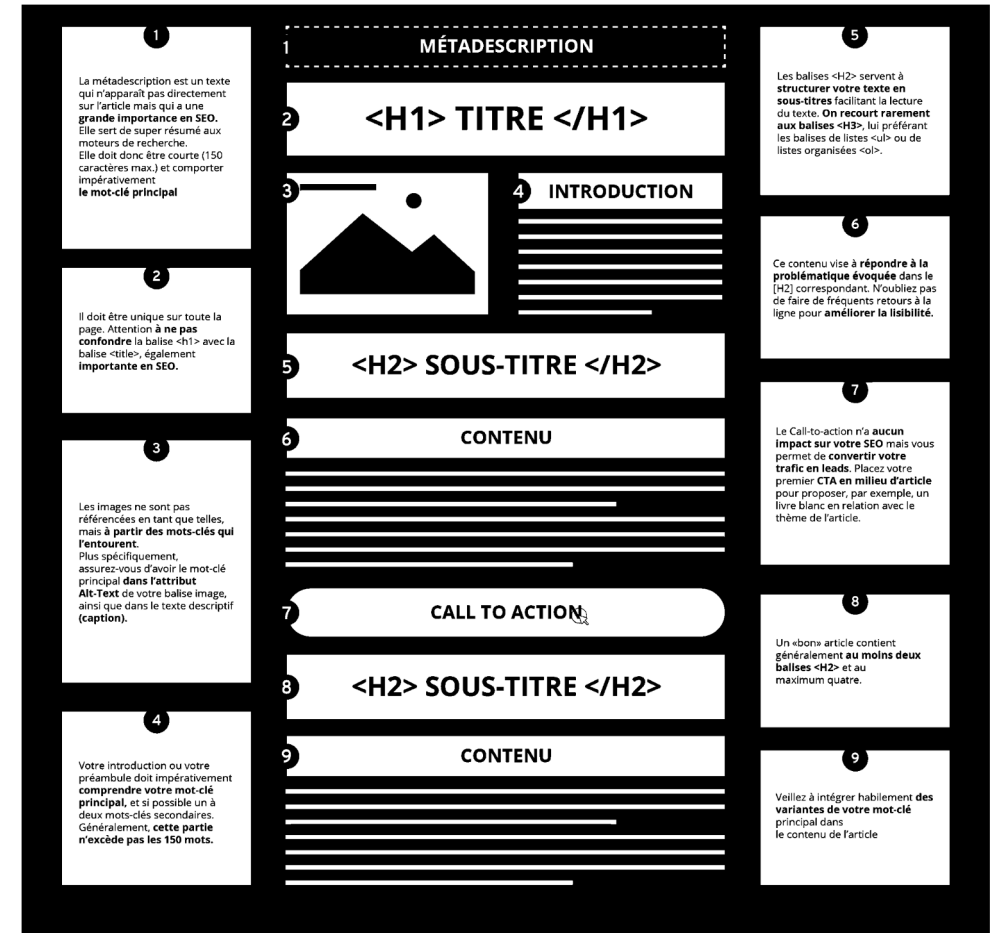 1
La métadescription est un texte
qui n’apparaît pas directement
sur l’article mais qui a une
grande importance en SEO.
Elle sert de super résumé aux
moteurs de recherche.
Elle doit donc être courte (150
caractères max.) et comporter
impérativement
le mot-clé principal
2
Il doit être unique sur toute la
page. Attention à ne pas
confondre la balise <h1> avec la
balise <title>, également
importante en SEO.
3
Les images ne sont pas
référencées en tant que telles,
mais à partir des mots-clés qui
l’entourent.
Plus spécifiquement,
assurez-vous d’avoir le mot-clé
principal dans l’attribut
Alt-Text de votre balise image,
ainsi que dans le texte descriptif
(caption).
4
Votre introduction ou votre
préambule doit impérativement
comprendre votre mot-clé
principal, et si possible un à
deux mots-clés secondaires.
Généralement, cette partie
n’excède pas les 150 mots.
1 MÉTADESCRIPTION
2 <H1> TITRE </H1>
3
4 INTRODUCTION
5 <H2> SOUS-TITRE </H2>
6 CONTENU
7 CALL TO ACTION
8 <H2> SOUS-TITRE </H2>
9 CONTENU
5
Les balises <H2> servent à
structurer votre texte en
sous-titres facilitant la lecture
du texte. On recourt rarement
aux balises <H3>, lui préférant
les balises de listes <ul> ou de
listes organisées <ol>.
6
Ce contenu vise à répondre à la
problématique évoquée dans le
[H2] correspondant. N’oubliez pas
de faire de fréquents retours à la
ligne pour améliorer la lisibilité.
7
Le Call-to-action n’a aucun
impact sur votre SEO mais vous
permet de convertir votre
trafic en leads. Placez votre
premier CTA en milieu d’article
pour proposer, par exemple, un
livre blanc en relation avec le
thème de l’article.
8
Un «bon» article contient
généralement au moins deux
balises <H2> et au
maximum quatre.
9
Veillez à intégrer habilement des
variantes de votre mot-clé
principal dans
le contenu de l’article